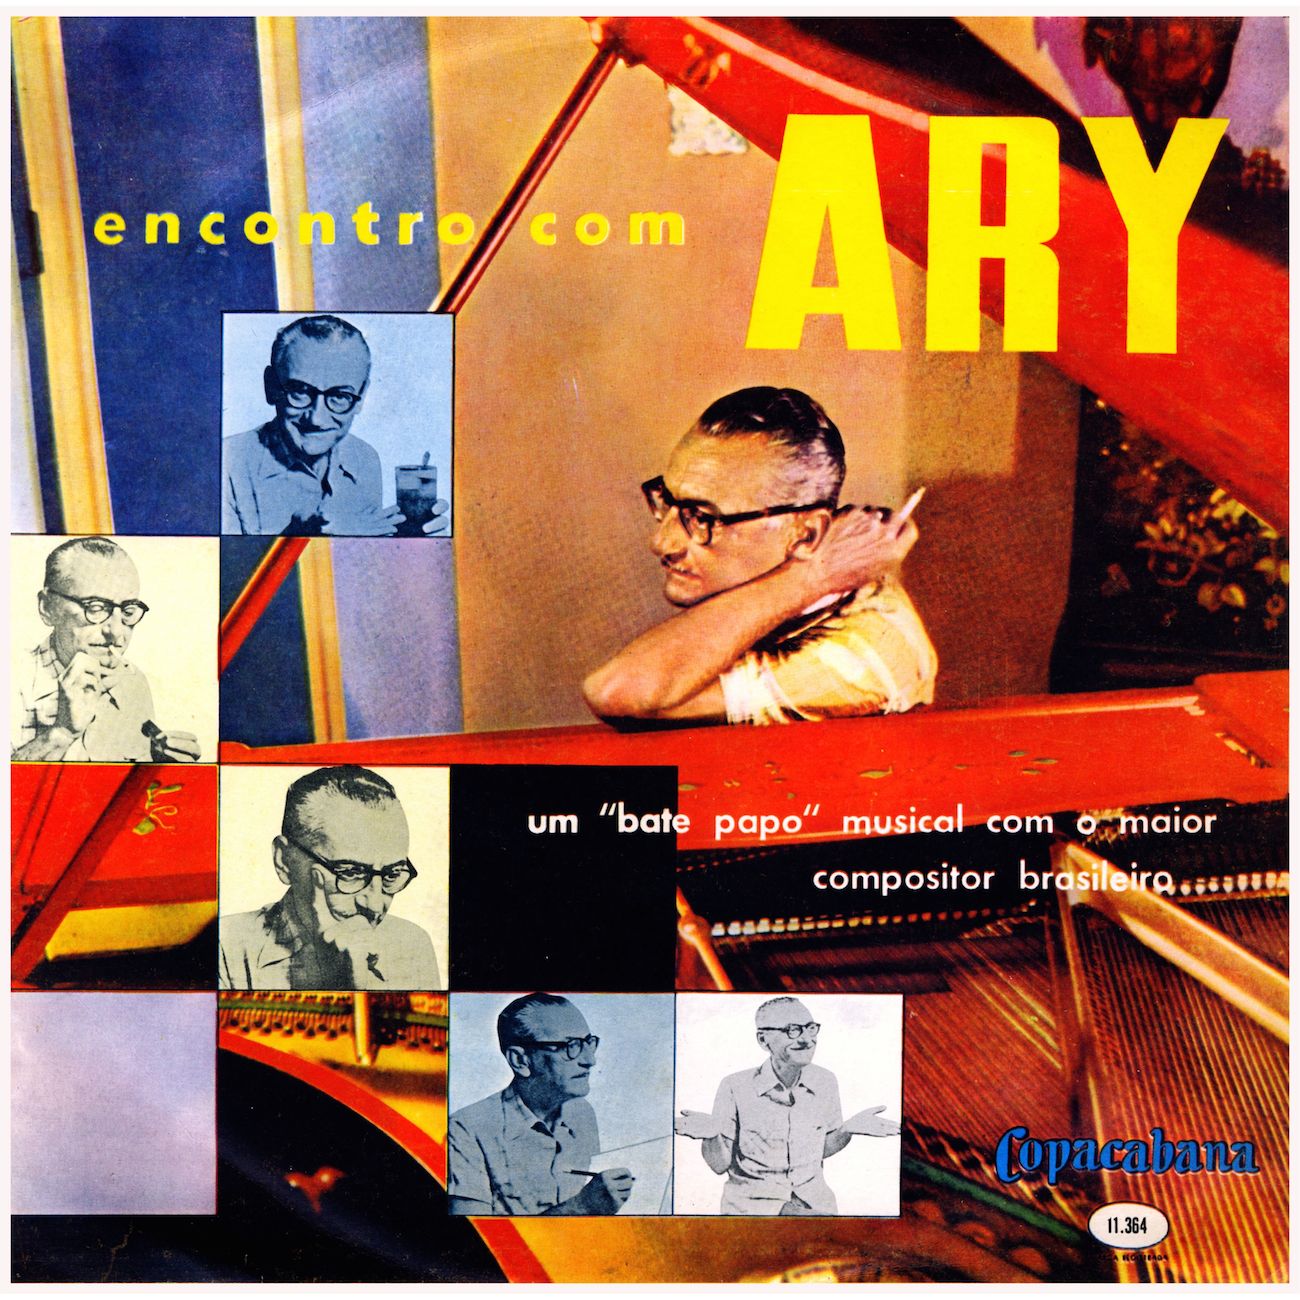 encontro com ARY
um "bate papo" musical com o maior
compositor brasileiro
Copacabana
11.364